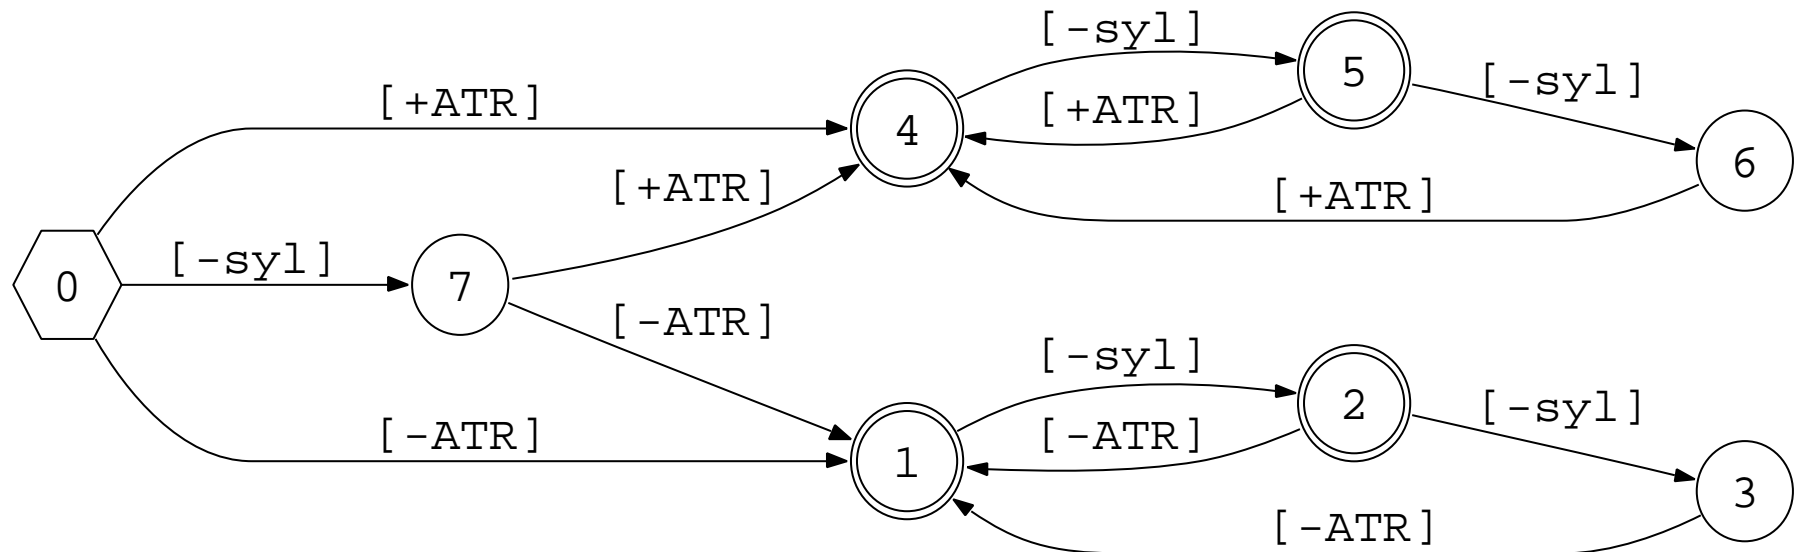 [-syl]
5
[+ATR]
[-syl]
4
[+ATR]
6
[+ATR]
[+ATR]
[-syl]
0
7
[-ATR]
[-syl]
2
[-syl]
[-ATR]
[-ATR]
1
3
[-ATR]